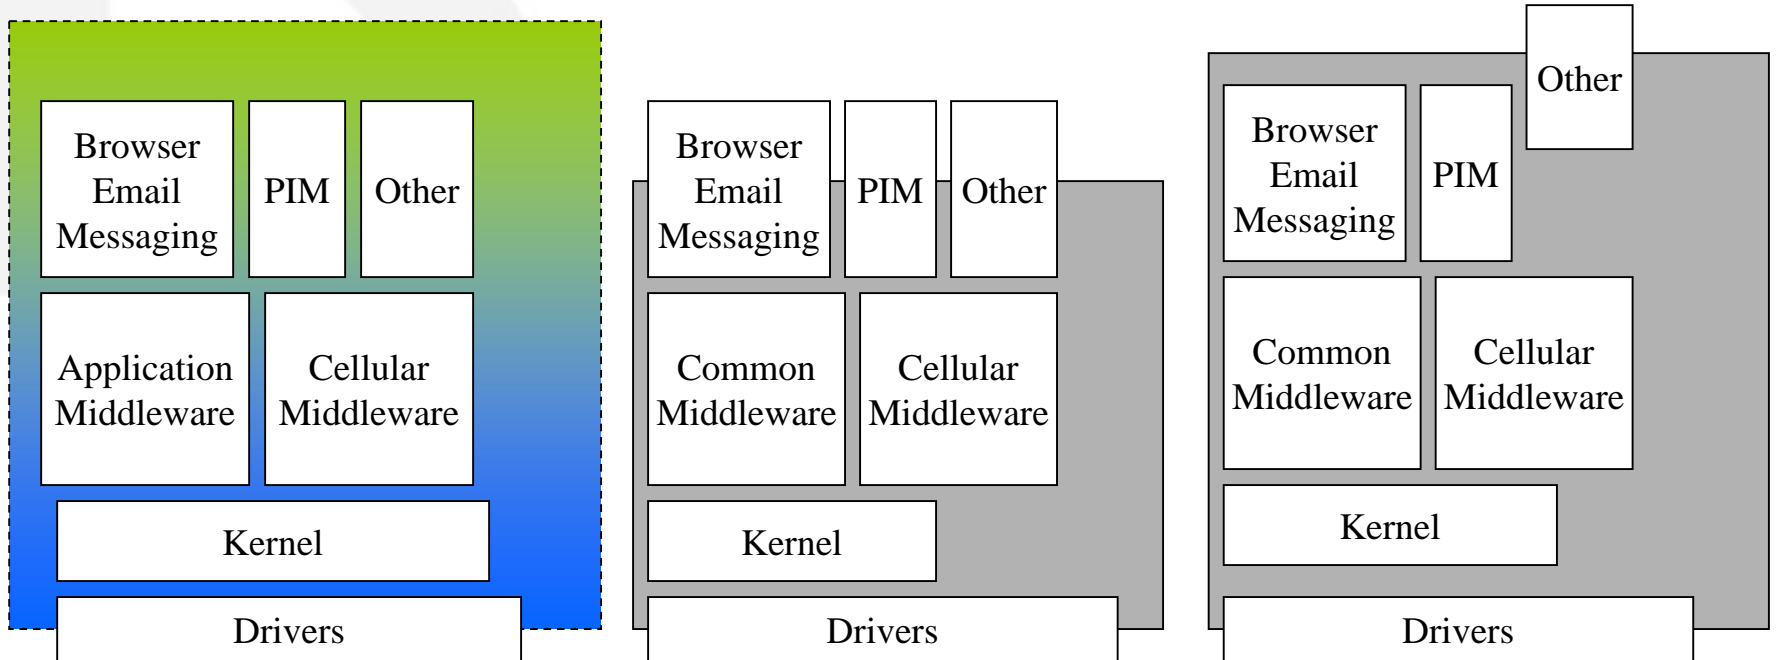 Browser
Email
Messaging
PIM
Other
Application
Middleware
Cellular
Middleware
Kernel
Drivers
Browser
Email
Messaging
PIM
Other
Common
Middleware
Cellular
Middleware
Kernel
Drivers
Other
Browser
Email
Messaging
PIM
Common
Middleware
Cellular
Middleware
Kernel
Drivers